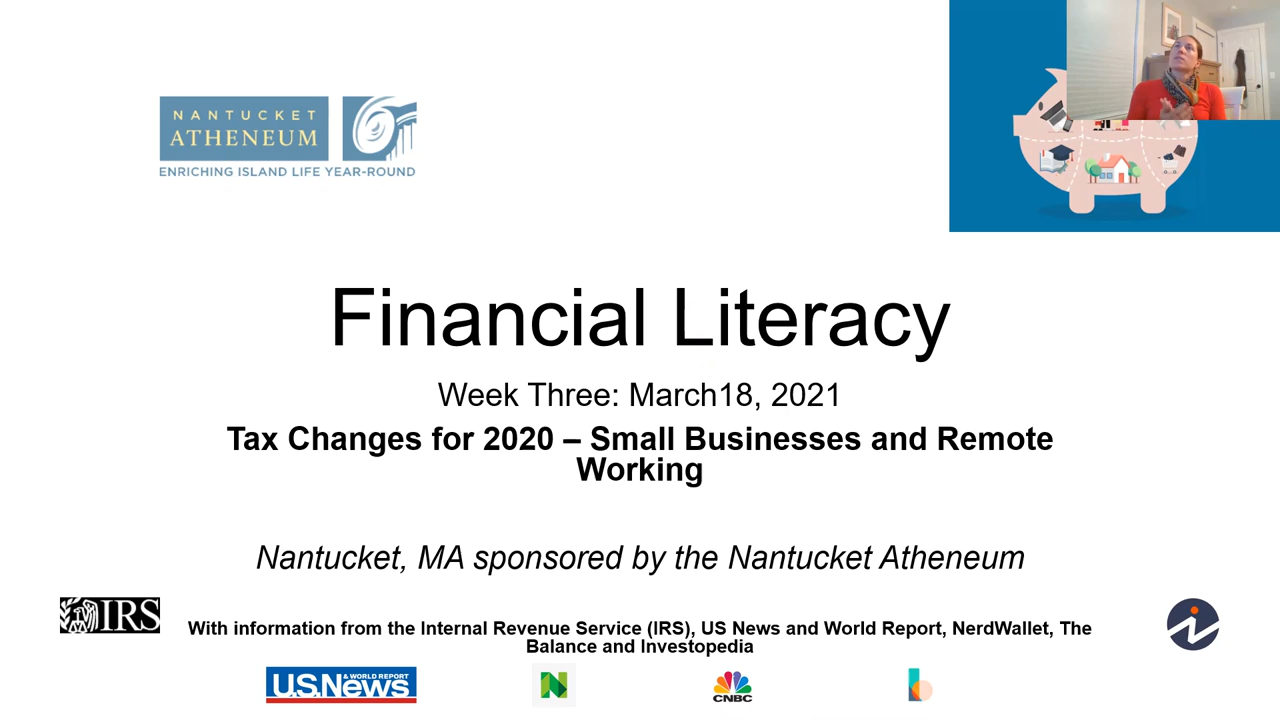 NANTUCKET
ATHENEUM
ENRICHING ISLAND LIFE YEAR-ROUND
Financial Literacy
Week Three: March18, 2021
Tax Changes for 2020 – Small Businesses and Remote
Working
Nantucket, MA sponsored by the Nantucket Atheneum
IRS
With information from the Internal Revenue Service (IRS), US News and World Report, NerdWallet, The
Balance and Investopedia
U.S.News & WORLD REPORT
N
CNBC